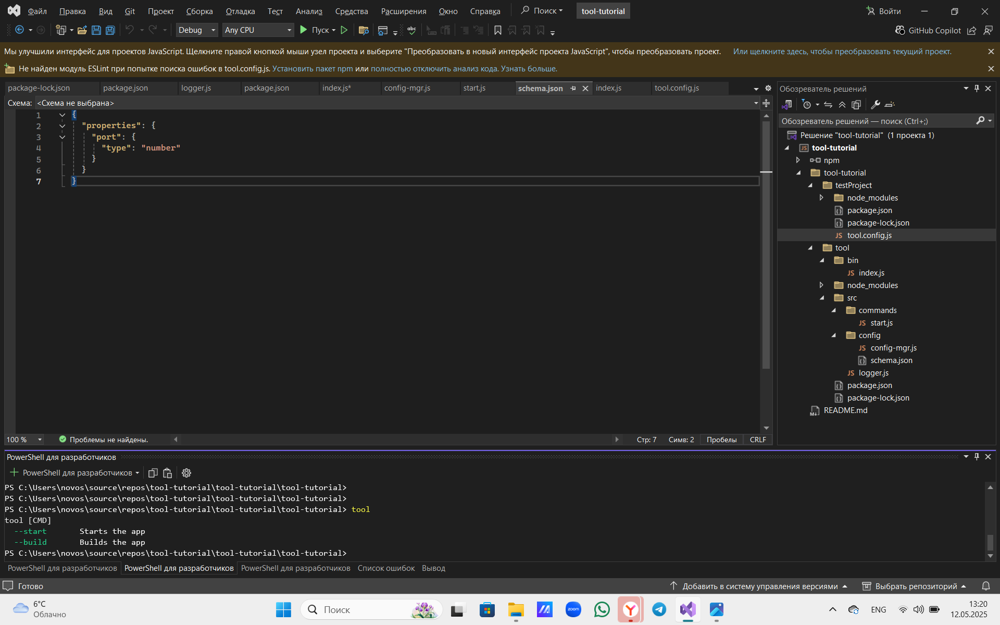 Файл Правка Вид Git Проект Сборка Отладка Тест Анализ Средства Расширения Окно Справка Поиск tool-tutorial Войти
Debug Any CPU Пуск abc GitHub Copilot
Мы улучшили интерфейс для проектов JavaScript. Щелкните правой кнопкой мыши узел проекта и выберите "Преобразовать в новый интерфейс проекта JavaScript", чтобы преобразовать проект. Или щелкните здесь, чтобы преобразовать текущий проект.
Не найден модуль ESLint при попытке поиска ошибок в tool.config.js. Установить пакет npm или полностью отключить анализ кода. Узнать больше.
package-lock.json package.json logger.js package.json index.js* config-mgr.js start.js schema.json index.js tool.config.js
Схема: <Схема не выбрана>
1 {
2 "properties": {
3 "port": {
4 "type": "number"
5 }
6 }
7 }
100 % Проблемы не найдены. Стр: 7 Симв: 2 Пробелы CRLF
Обозреватель решений
Обозреватель решений — поиск (Ctrl+;)
Решение "tool-tutorial" (1 проекта 1)
JS tool-tutorial
npm
tool-tutorial
testProject
node_modules
package.json
package-lock.json
JS tool.config.js
tool
bin
JS index.js
node_modules
src
commands
JS start.js
config
JS config-mgr.js
schema.json
JS logger.js
package.json
package-lock.json
README.md
PowerShell для разработчиков
PowerShell для разработчиков
PS C:\Users\novos\source\repos\tool-tutorial\tool-tutorial\tool-tutorial>
PS C:\Users\novos\source\repos\tool-tutorial\tool-tutorial\tool-tutorial>
PS C:\Users\novos\source\repos\tool-tutorial\tool-tutorial\tool-tutorial> tool
tool [CMD]
--start Starts the app
--build Builds the app
PS C:\Users\novos\source\repos\tool-tutorial\tool-tutorial\tool-tutorial>
PowerShell для разработчиков PowerShell для разработчиков PowerShell для разработчиков Список ошибок Вывод
Готово Добавить в систему управления версиями Выбрать репозиторий
6°C
Облачно
Поиск
zoom
ENG
13:20
12.05.2025